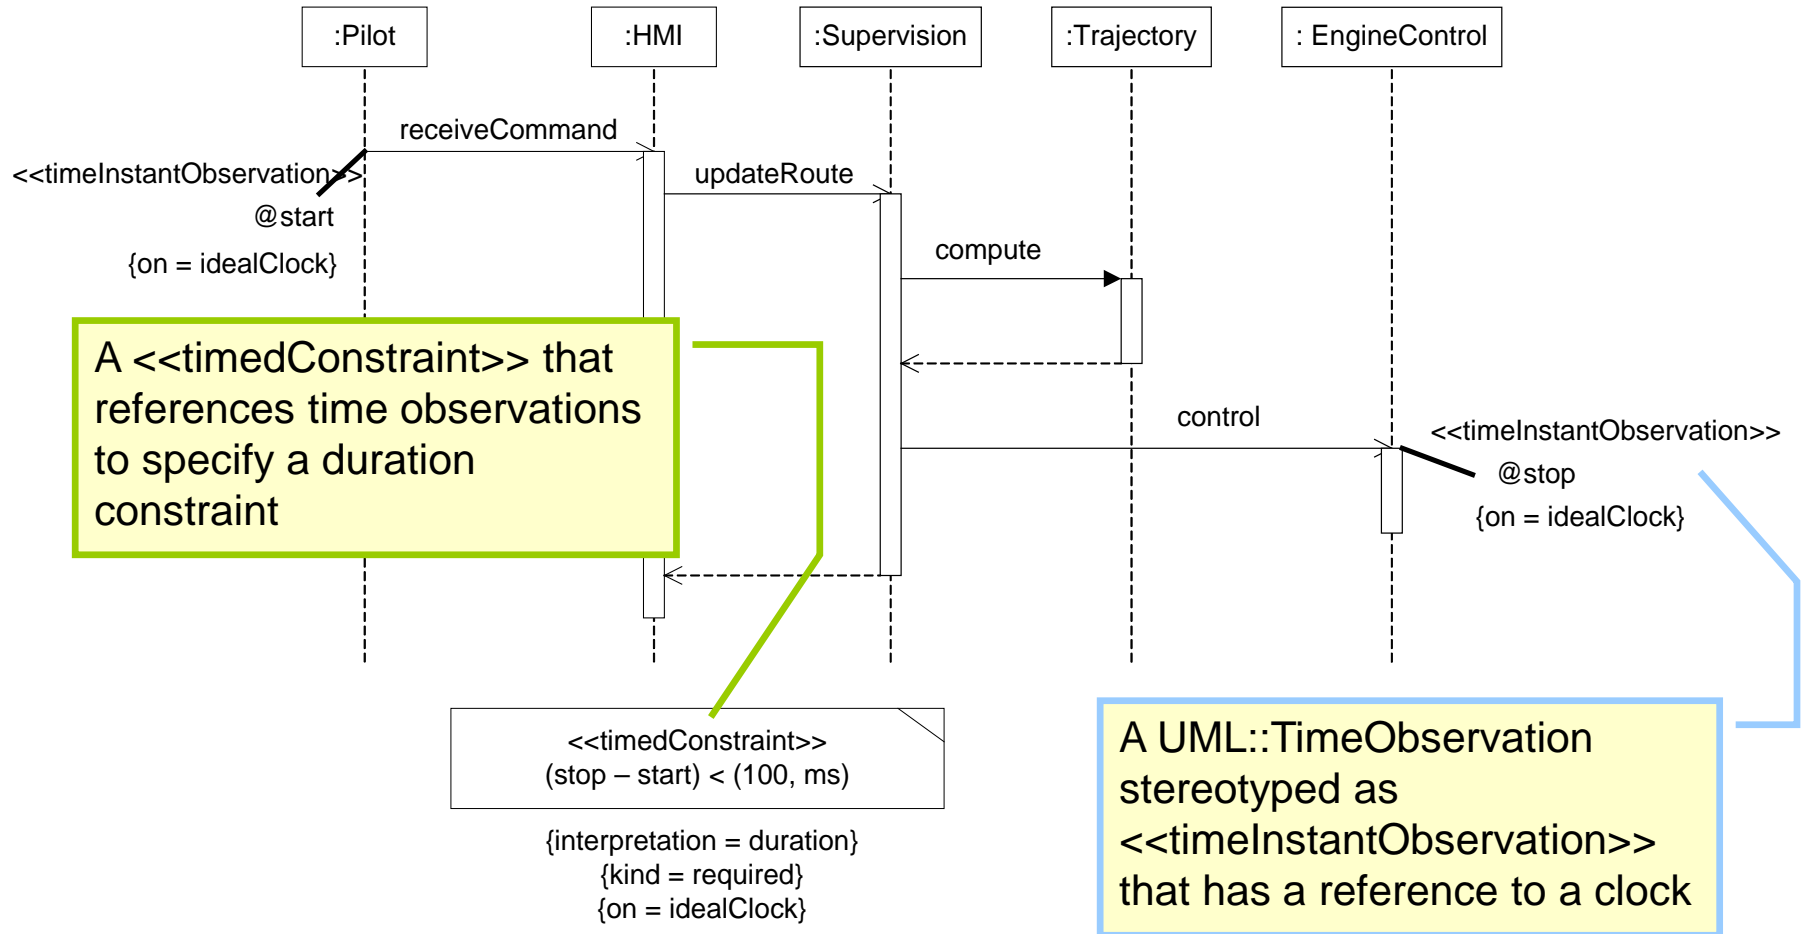 :Pilot
:HMI
:Supervision
:Trajectory
: EngineControl
receiveCommand
<<timeInstantObservation>>
@start
{on = idealClock}
updateRoute
compute
control
<<timeInstantObservation>>
@stop
{on = idealClock}
A <<timedConstraint>> that
references time observations
to specify a duration
constraint
<<timedConstraint>>
(stop – start) < (100, ms)
{interpretation = duration}
{kind = required}
{on = idealClock}
A UML::TimeObservation
stereotyped as
<<timeInstantObservation>>
that has a reference to a clock